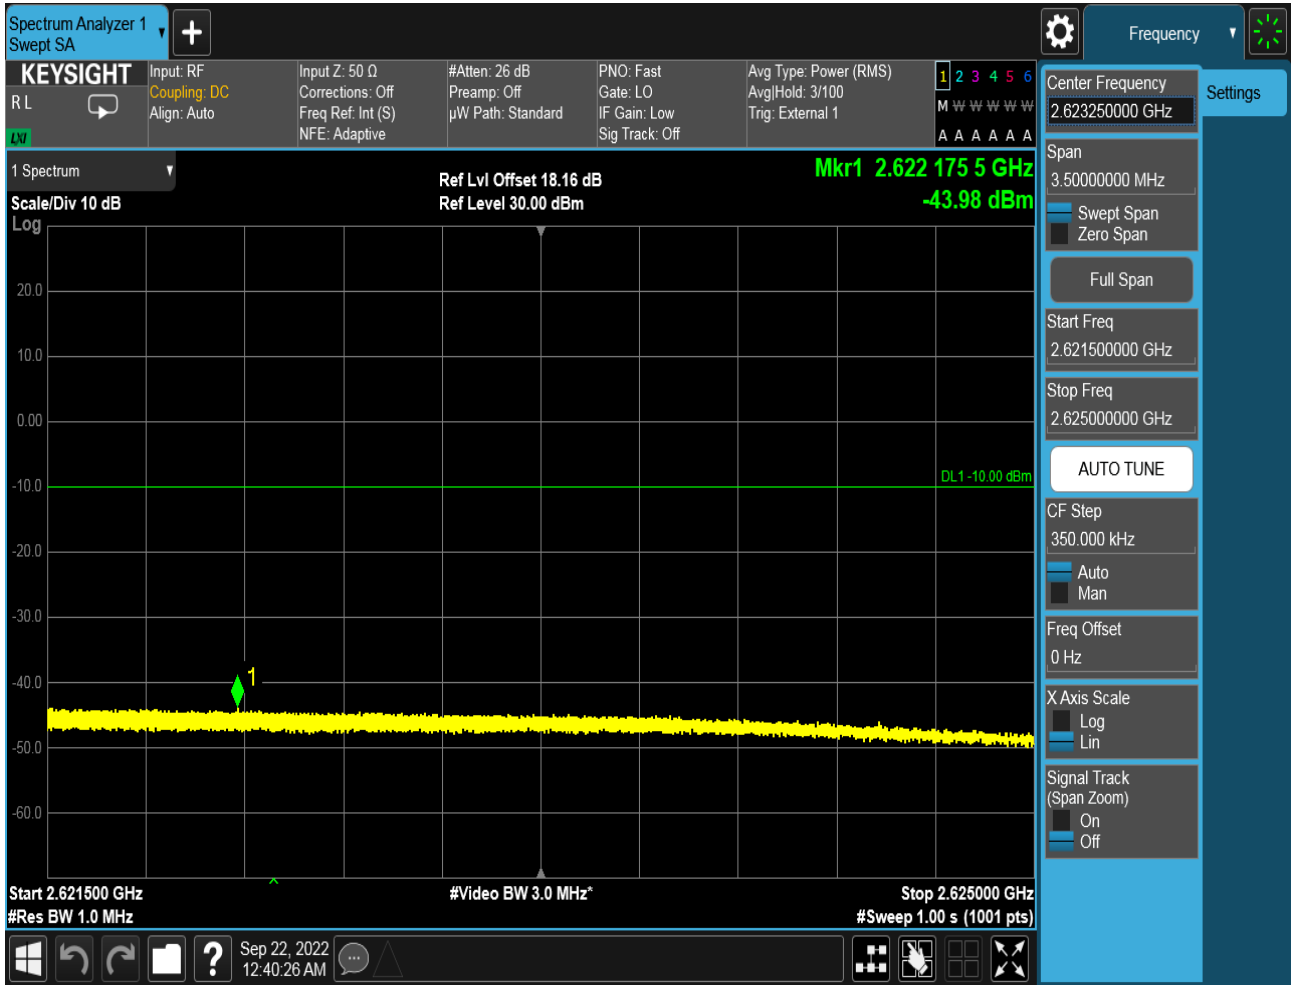 Spectrum Analyzer 1
Swept SA
Frequency
KEYSIGHT
R L
LXI
Input: RF
Coupling: DC
Align: Auto
Input Z: 50 Ω
Corrections: Off
Freq Ref: Int (S)
NFE: Adaptive
#Atten: 26 dB
Preamp: Off
µW Path: Standard
PNO: Fast
Gate: LO
IF Gain: Low
Sig Track: Off
Avg Type: Power (RMS)
Avg|Hold: 3/100
Trig: External 1
1 2 3 4 5 6
M W W W W W
A A A A A A
1 Spectrum
Scale/Div 10 dB
Log
Ref Lvl Offset 18.16 dB
Ref Level 30.00 dBm
Mkr1 2.622 175 5 GHz
-43.98 dBm
20.0
10.0
0.00
-10.0
-20.0
-30.0
-40.0
-50.0
-60.0
DL1 -10.00 dBm
1
Start 2.621500 GHz
#Res BW 1.0 MHz
#Video BW 3.0 MHz*
Stop 2.625000 GHz
#Sweep 1.00 s (1001 pts)
Center Frequency
2.623250000 GHz
Settings
Span
3.50000000 MHz
Swept Span
Zero Span
Full Span
Start Freq
2.621500000 GHz
Stop Freq
2.625000000 GHz
AUTO TUNE
CF Step
350.000 kHz
Auto
Man
Freq Offset
0 Hz
X Axis Scale
Log
Lin
Signal Track
(Span Zoom)
On
Off
?
Sep 22, 2022
12:40:26 AM